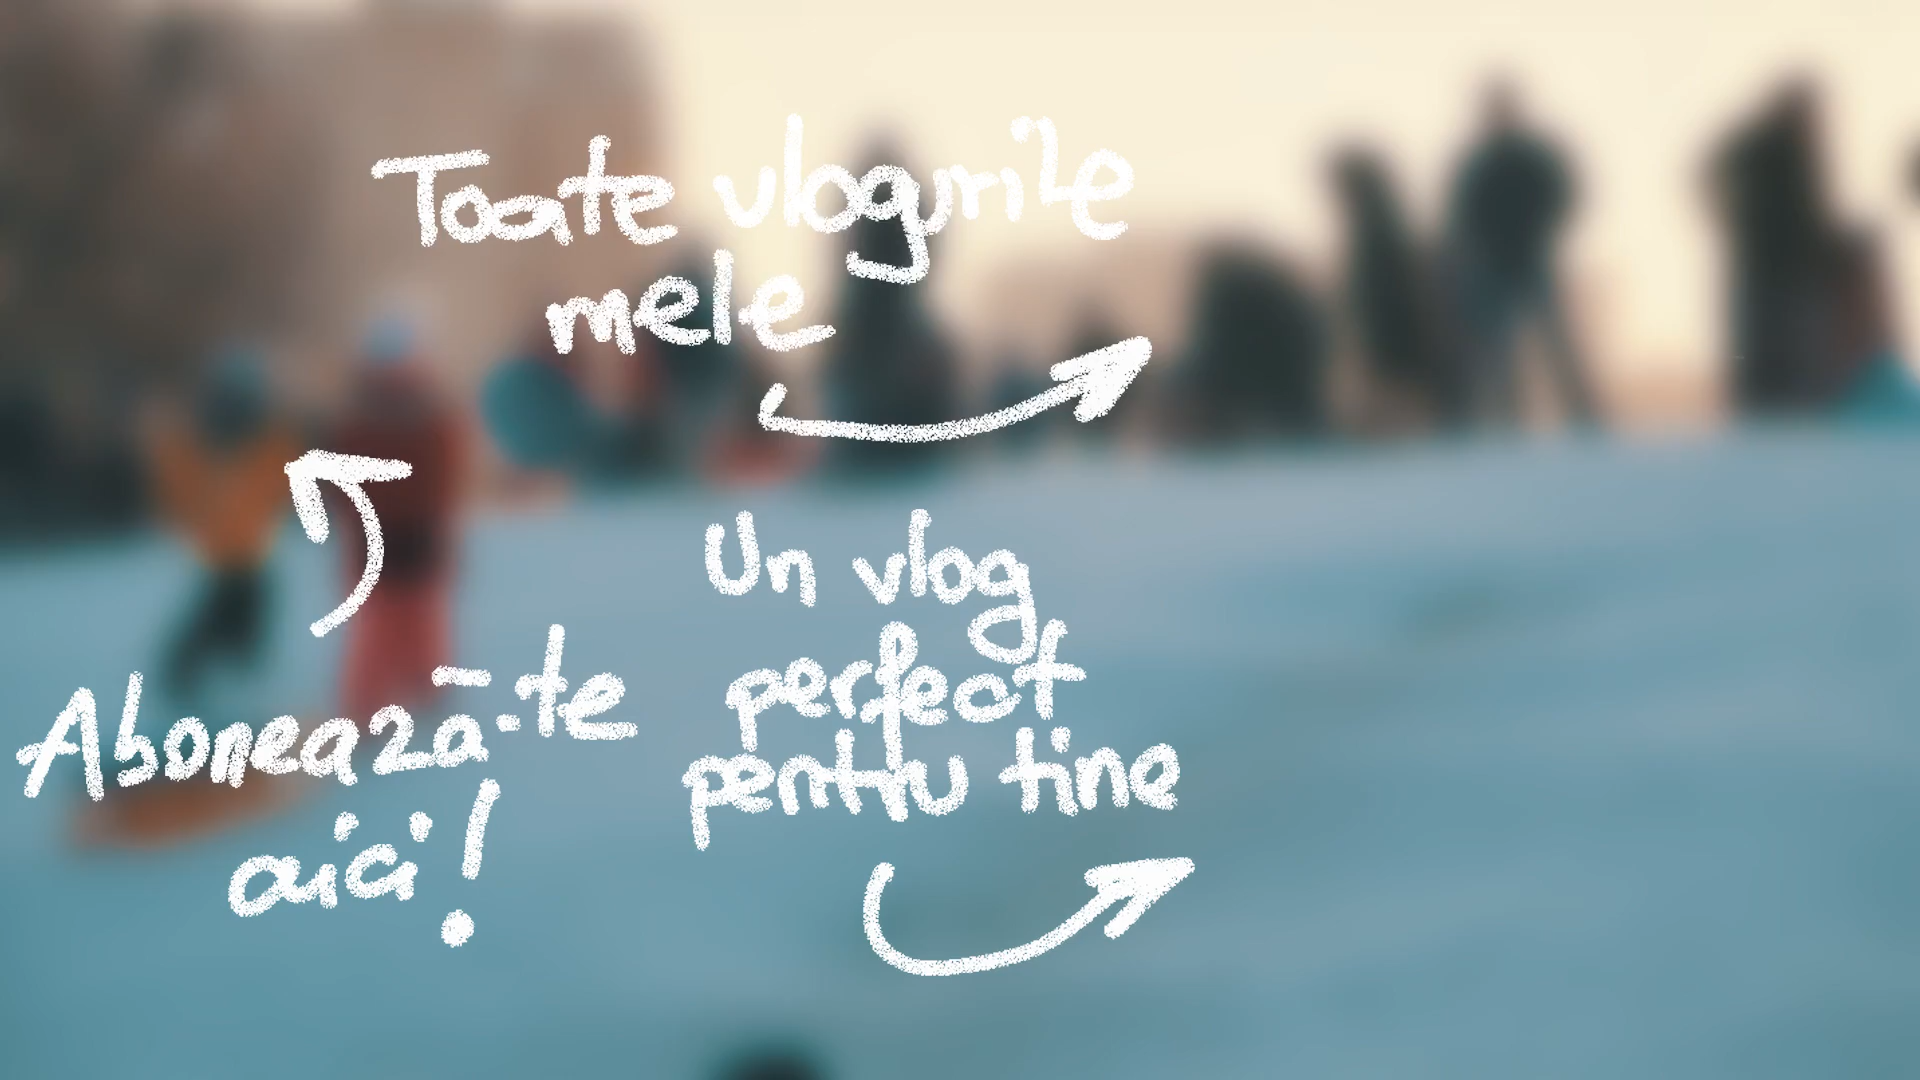 Toate vlogurile
mele
Un vlog
perfect
pentru tine
Abonează-te
aici!